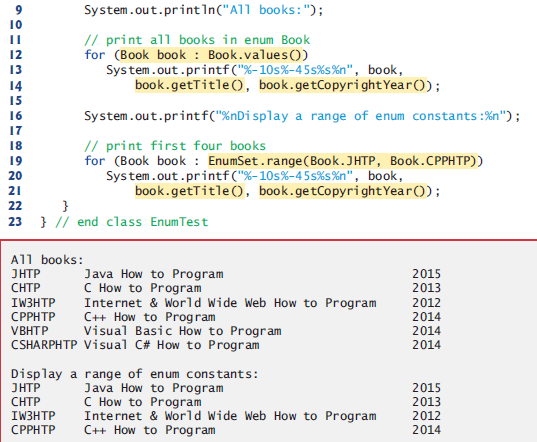 9 System.out.println("All books:");
10
11 // print all books in enum Book
12 for (Book book : Book.values())
13 System.out.printf("%-10s%-45s%s%n", book,
14 book.getTitle(), book.getCopyrightYear());
15
16 System.out.printf("%nDisplay a range of enum constants:%n");
17
18 // print first four books
19 for (Book book : EnumSet.range(Book.JHTP, Book.CPPHTP))
20 System.out.printf("%-10s%-45s%s%n", book,
21 book.getTitle(), book.getCopyrightYear());
22 }
23 } // end class EnumTest
All books:
JHTP Java How to Program 2015
CHTP C How to Program 2013
IW3HTP Internet & World Wide Web How to Program 2012
CPPHTP C++ How to Program 2014
VBHTP Visual Basic How to Program 2014
CSHARPHTP Visual C# How to Program 2014
Display a range of enum constants:
JHTP Java How to Program 2015
CHTP C How to Program 2013
IW3HTP Internet & World Wide Web How to Program 2012
CPPHTP C++ How to Program 2014